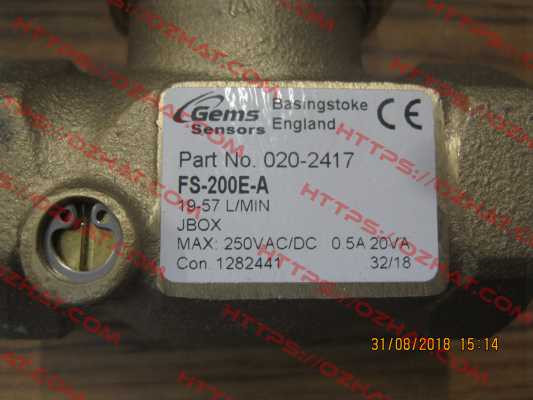 Gems
Sensors
Basingstoke
England
CE
Part No. 020-2417
FS-200E-A
19-57 L/MIN
JBOX
MAX: 250VAC/DC 0.5A 20VA
Con. 1282441 32/18
31/08/2018 15:14
HTTPS://OZHAT.COM